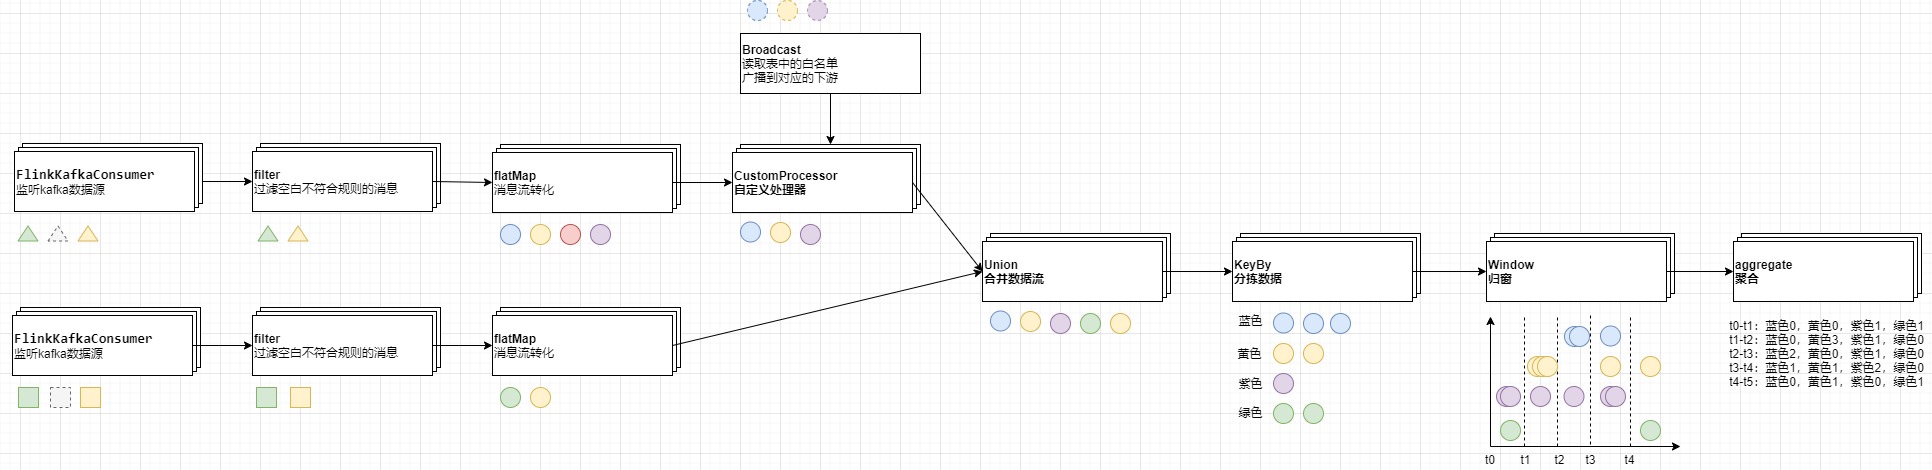 Broadcast
读取表中的白名单
广播到对应的下游
FlinkKafkaConsumer
监听kafka数据源
filter
过滤空白不符合规则的消息
flatMap
消息流转化
CustomProcessor
自定义处理器
FlinkKafkaConsumer
监听kafka数据源
filter
过滤空白不符合规则的消息
flatMap
消息流转化
Union
合并数据流
KeyBy
分拣数据
Window
归窗
aggregate
聚合
蓝色
黄色
紫色
绿色
t0
t1
t2
t3
t4
t0-t1：蓝色0，黄色0，紫色1，绿色1
t1-t2：蓝色0，黄色3，紫色1，绿色0
t2-t3：蓝色2，黄色0，紫色1，绿色0
t3-t4：蓝色1，黄色1，紫色2，绿色0
t4-t5：蓝色0，黄色1，紫色0，绿色1